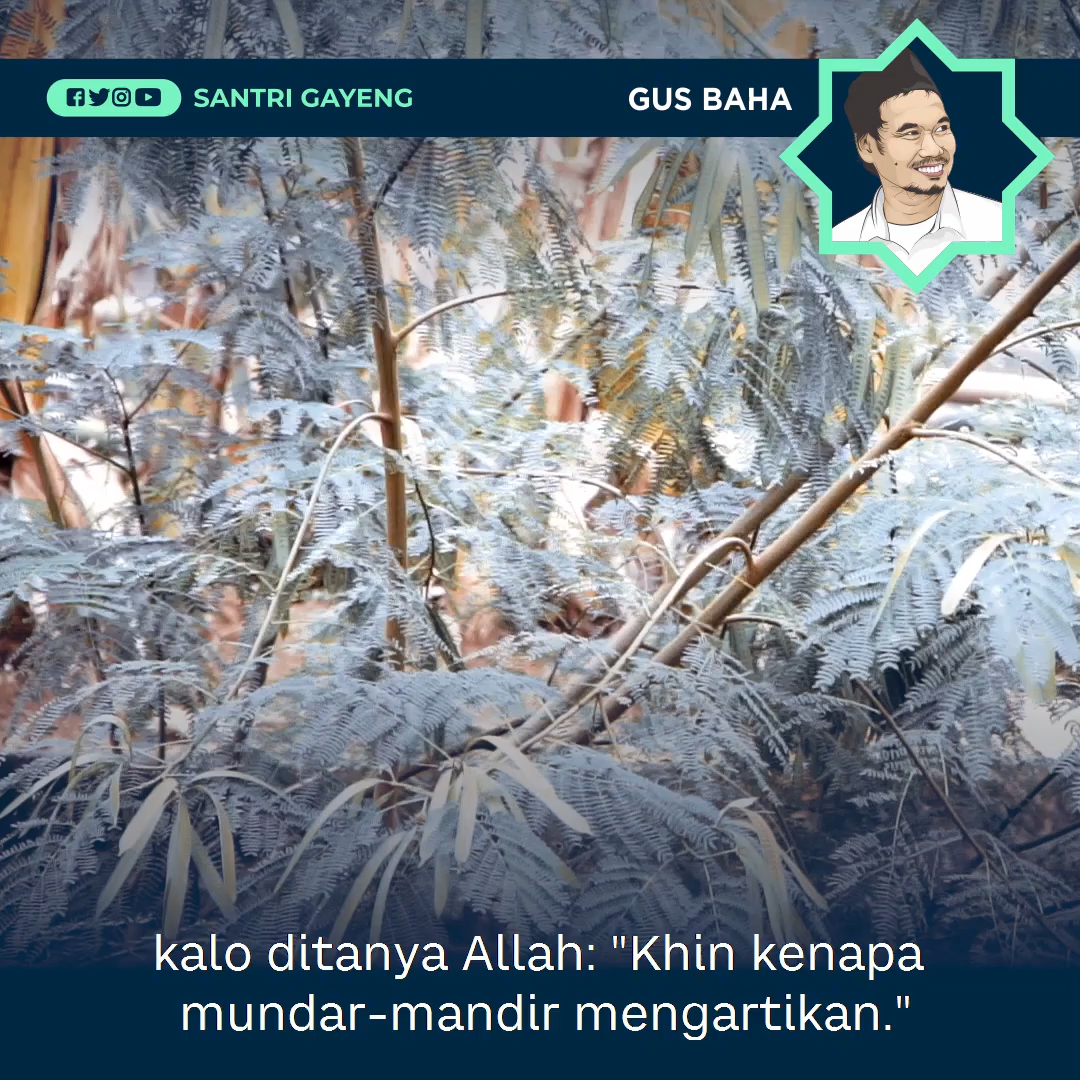 SANTRI GAYENG
GUS BAHA
kalo ditanya Allah: "Khin kenapa
mundar-mandir mengartikan."